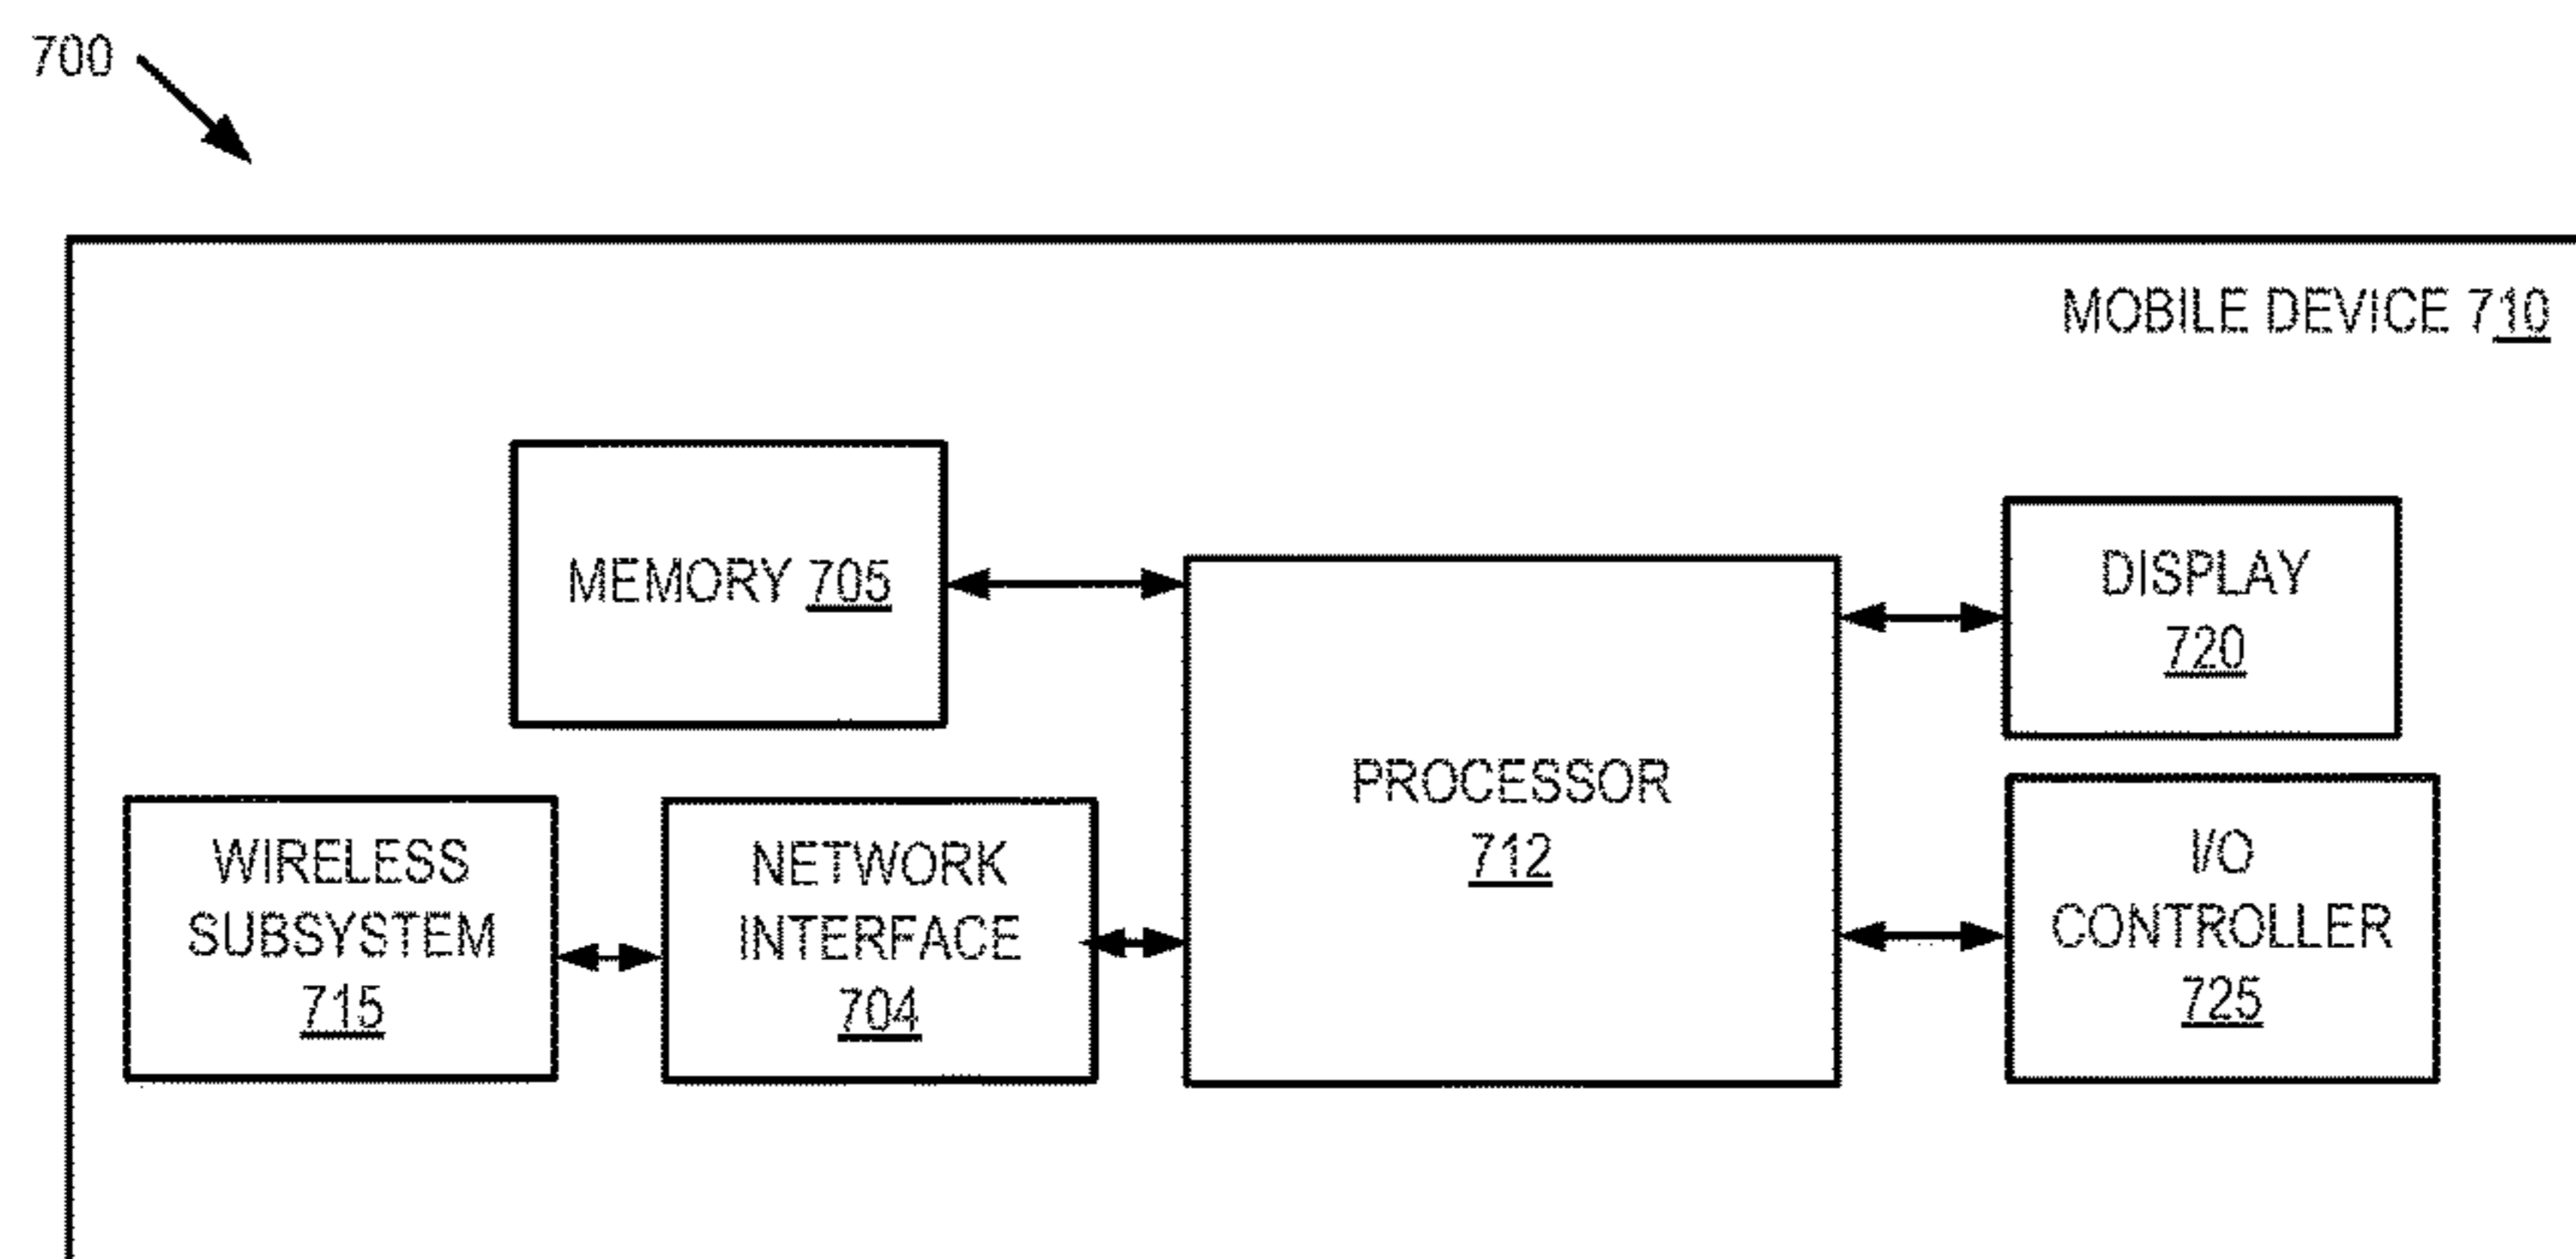 700
MOBILE DEVICE 710
MEMORY 705
DISPLAY
720
PROCESSOR
712
WIRELESS
SUBSYSTEM
715
NETWORK
INTERFACE
704
I/O
CONTROLLER
725